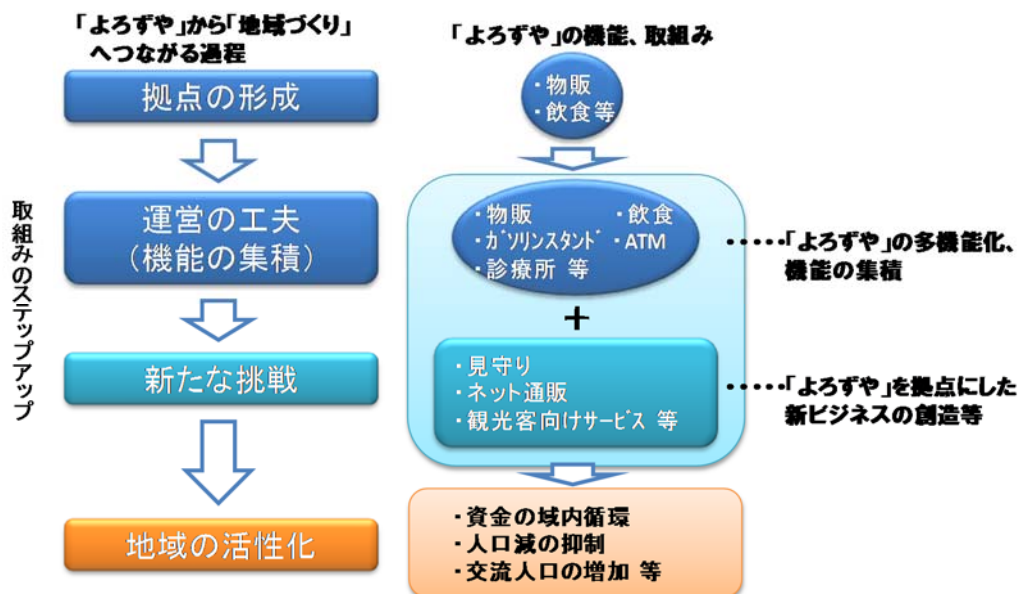 「よろずや」から「地域づくり」
へつながる過程
「よろずや」の機能、取組み
取組みのステップアップ
拠点の形成
・物販
・飲食等
運営の工夫
(機能の集積)
・物販 ・飲食
・ガソリンスタンド ・ATM
・診療所 等
・・・・・「よろずや」の多機能化、
機能の集積
+
新たな挑戦
・見守り
・ネット通販
・観光客向けサービス 等
・・・・・「よろずや」を拠点にした
新ビジネスの創造等
地域の活性化
・資金の域内循環
・人口減の抑制
・交流人口の増加 等